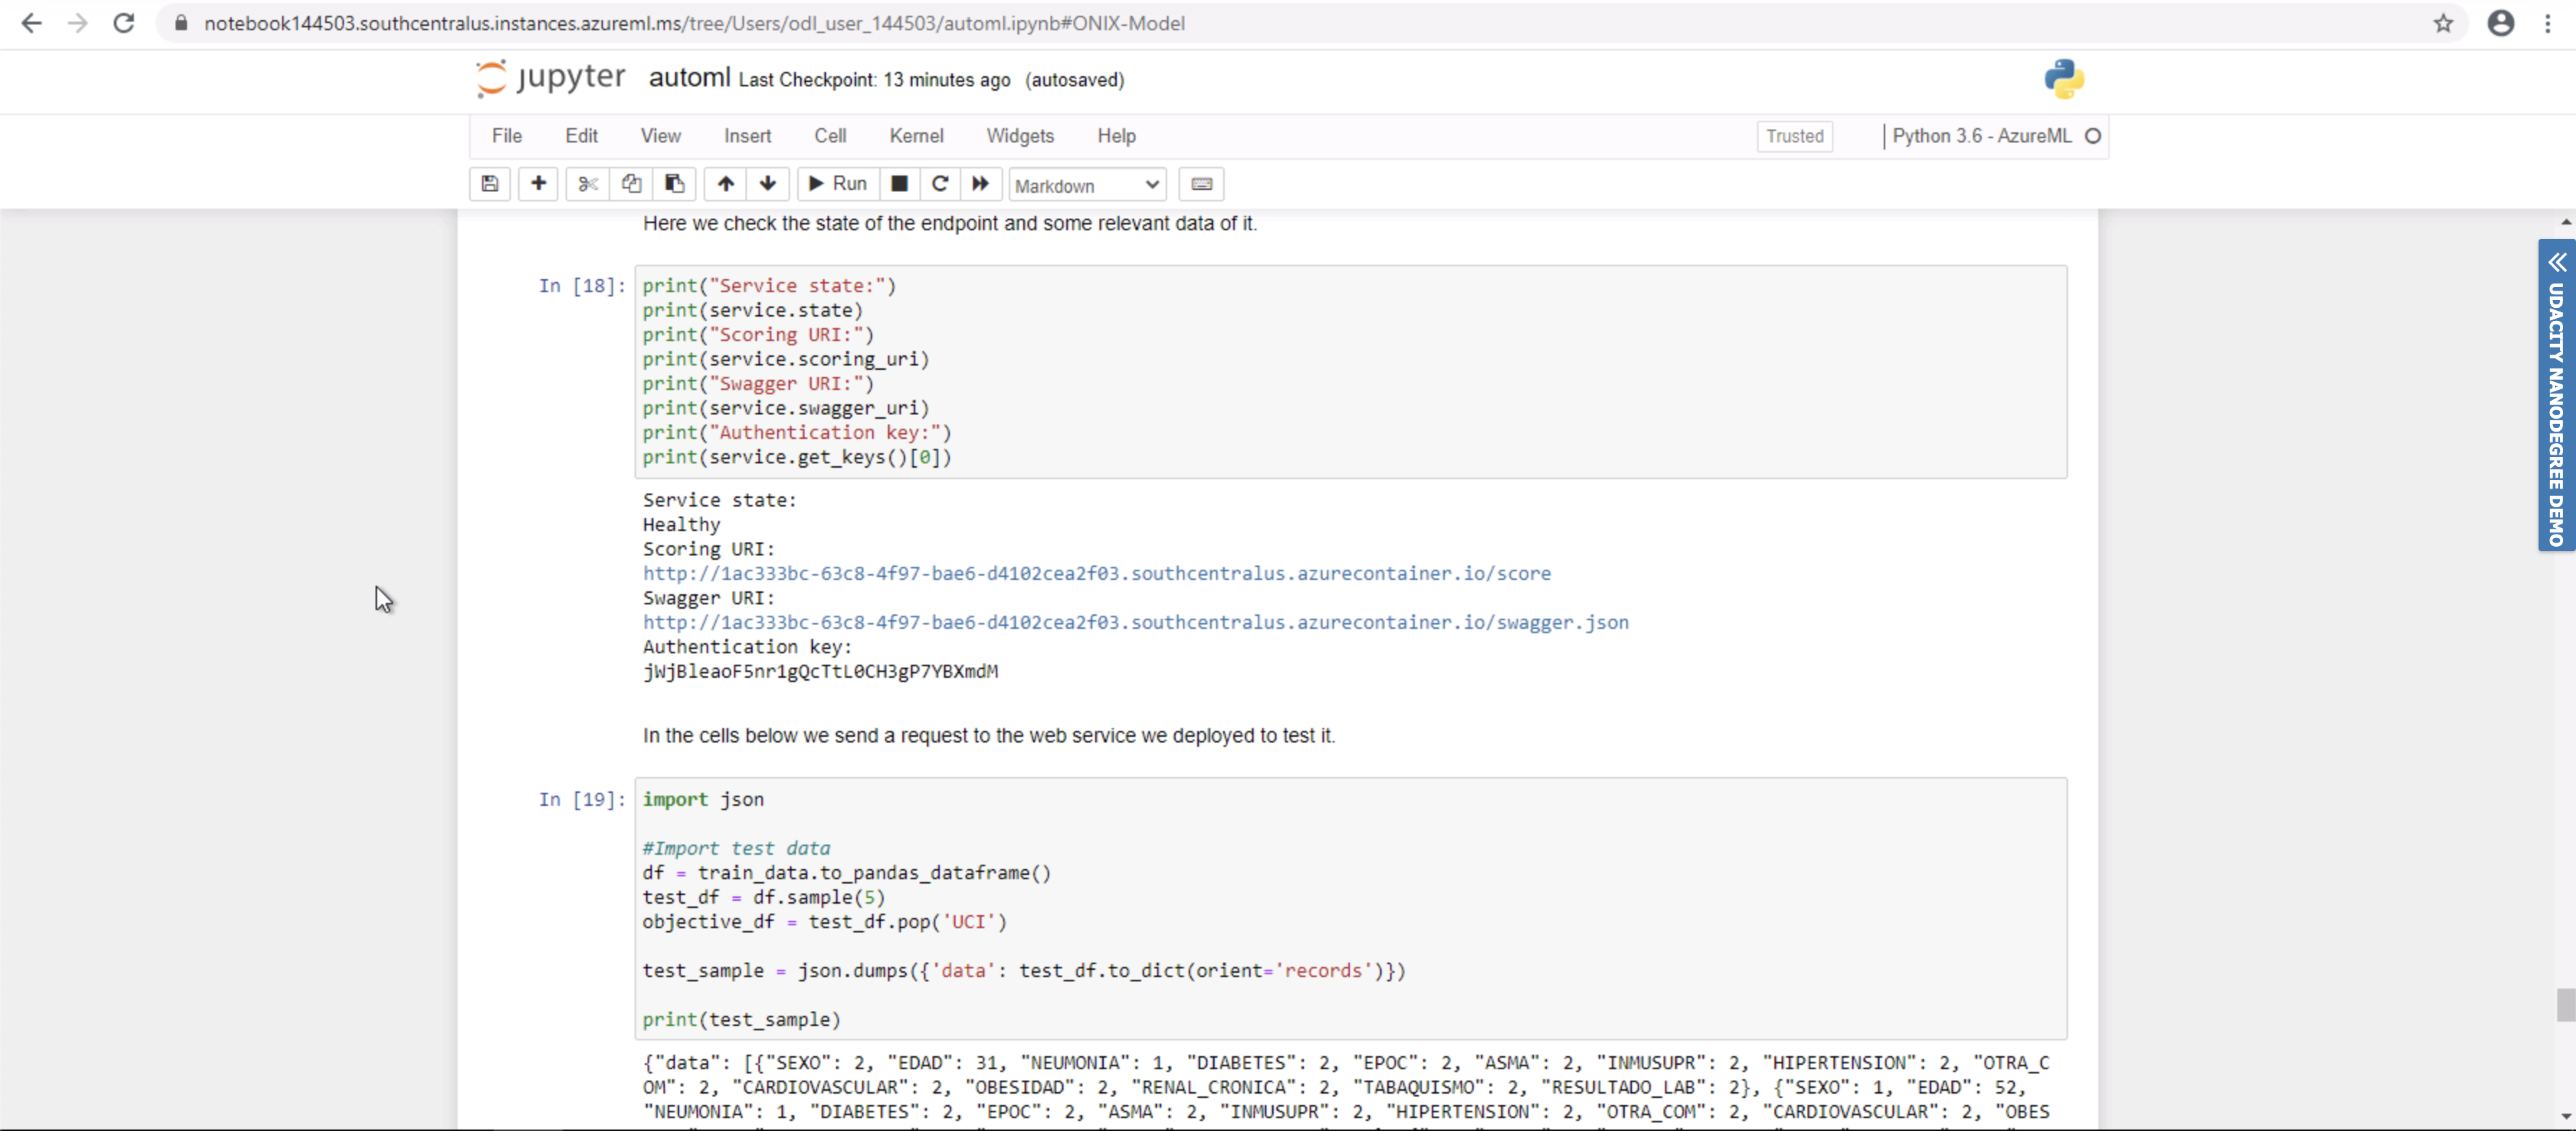 notebook144503.southcentralus.instances.azureml.ms/tree/Users/odl_user_144503/automl.ipynb#ONIX-Model
jupyter automl Last Checkpoint: 13 minutes ago (autosaved)
File Edit View Insert Cell Kernel Widgets Help Trusted Python 3.6 - AzureML
Run Markdown
Here we check the state of the endpoint and some relevant data of it.
In [18]: print("Service state:")
print(service.state)
print("Scoring URI:")
print(service.scoring_uri)
print("Swagger URI:")
print(service.swagger_uri)
print("Authentication key:")
print(service.get_keys()[0])
Service state:
Healthy
Scoring URI:
http://1ac333bc-63c8-4f97-bae6-d4102cea2f03.southcentralus.azurecontainer.io/score
Swagger URI:
http://1ac333bc-63c8-4f97-bae6-d4102cea2f03.southcentralus.azurecontainer.io/swagger.json
Authentication key:
jWjBleaoF5nr1gQcTtL0CH3gP7YBXmdM
In the cells below we send a request to the web service we deployed to test it.
In [19]: import json
#Import test data
df = train_data.to_pandas_dataframe()
test_df = df.sample(5)
objective_df = test_df.pop('UCI')
test_sample = json.dumps({'data': test_df.to_dict(orient='records')})
print(test_sample)
{"data": [{"SEXO": 2, "EDAD": 31, "NEUMONIA": 1, "DIABETES": 2, "EPOC": 2, "ASMA": 2, "INMUSUPR": 2, "HIPERTENSION": 2, "OTRA_C
OM": 2, "CARDIOVASCULAR": 2, "OBESIDAD": 2, "RENAL_CRONICA": 2, "TABAQUISMO": 2, "RESULTADO_LAB": 2}, {"SEXO": 1, "EDAD": 52,
"NEUMONIA": 1, "DIABETES": 2, "EPOC": 2, "ASMA": 2, "INMUSUPR": 2, "HIPERTENSION": 2, "OTRA_COM": 2, "CARDIOVASCULAR": 2, "OBES
UDACITY NANODEGREE DEMO